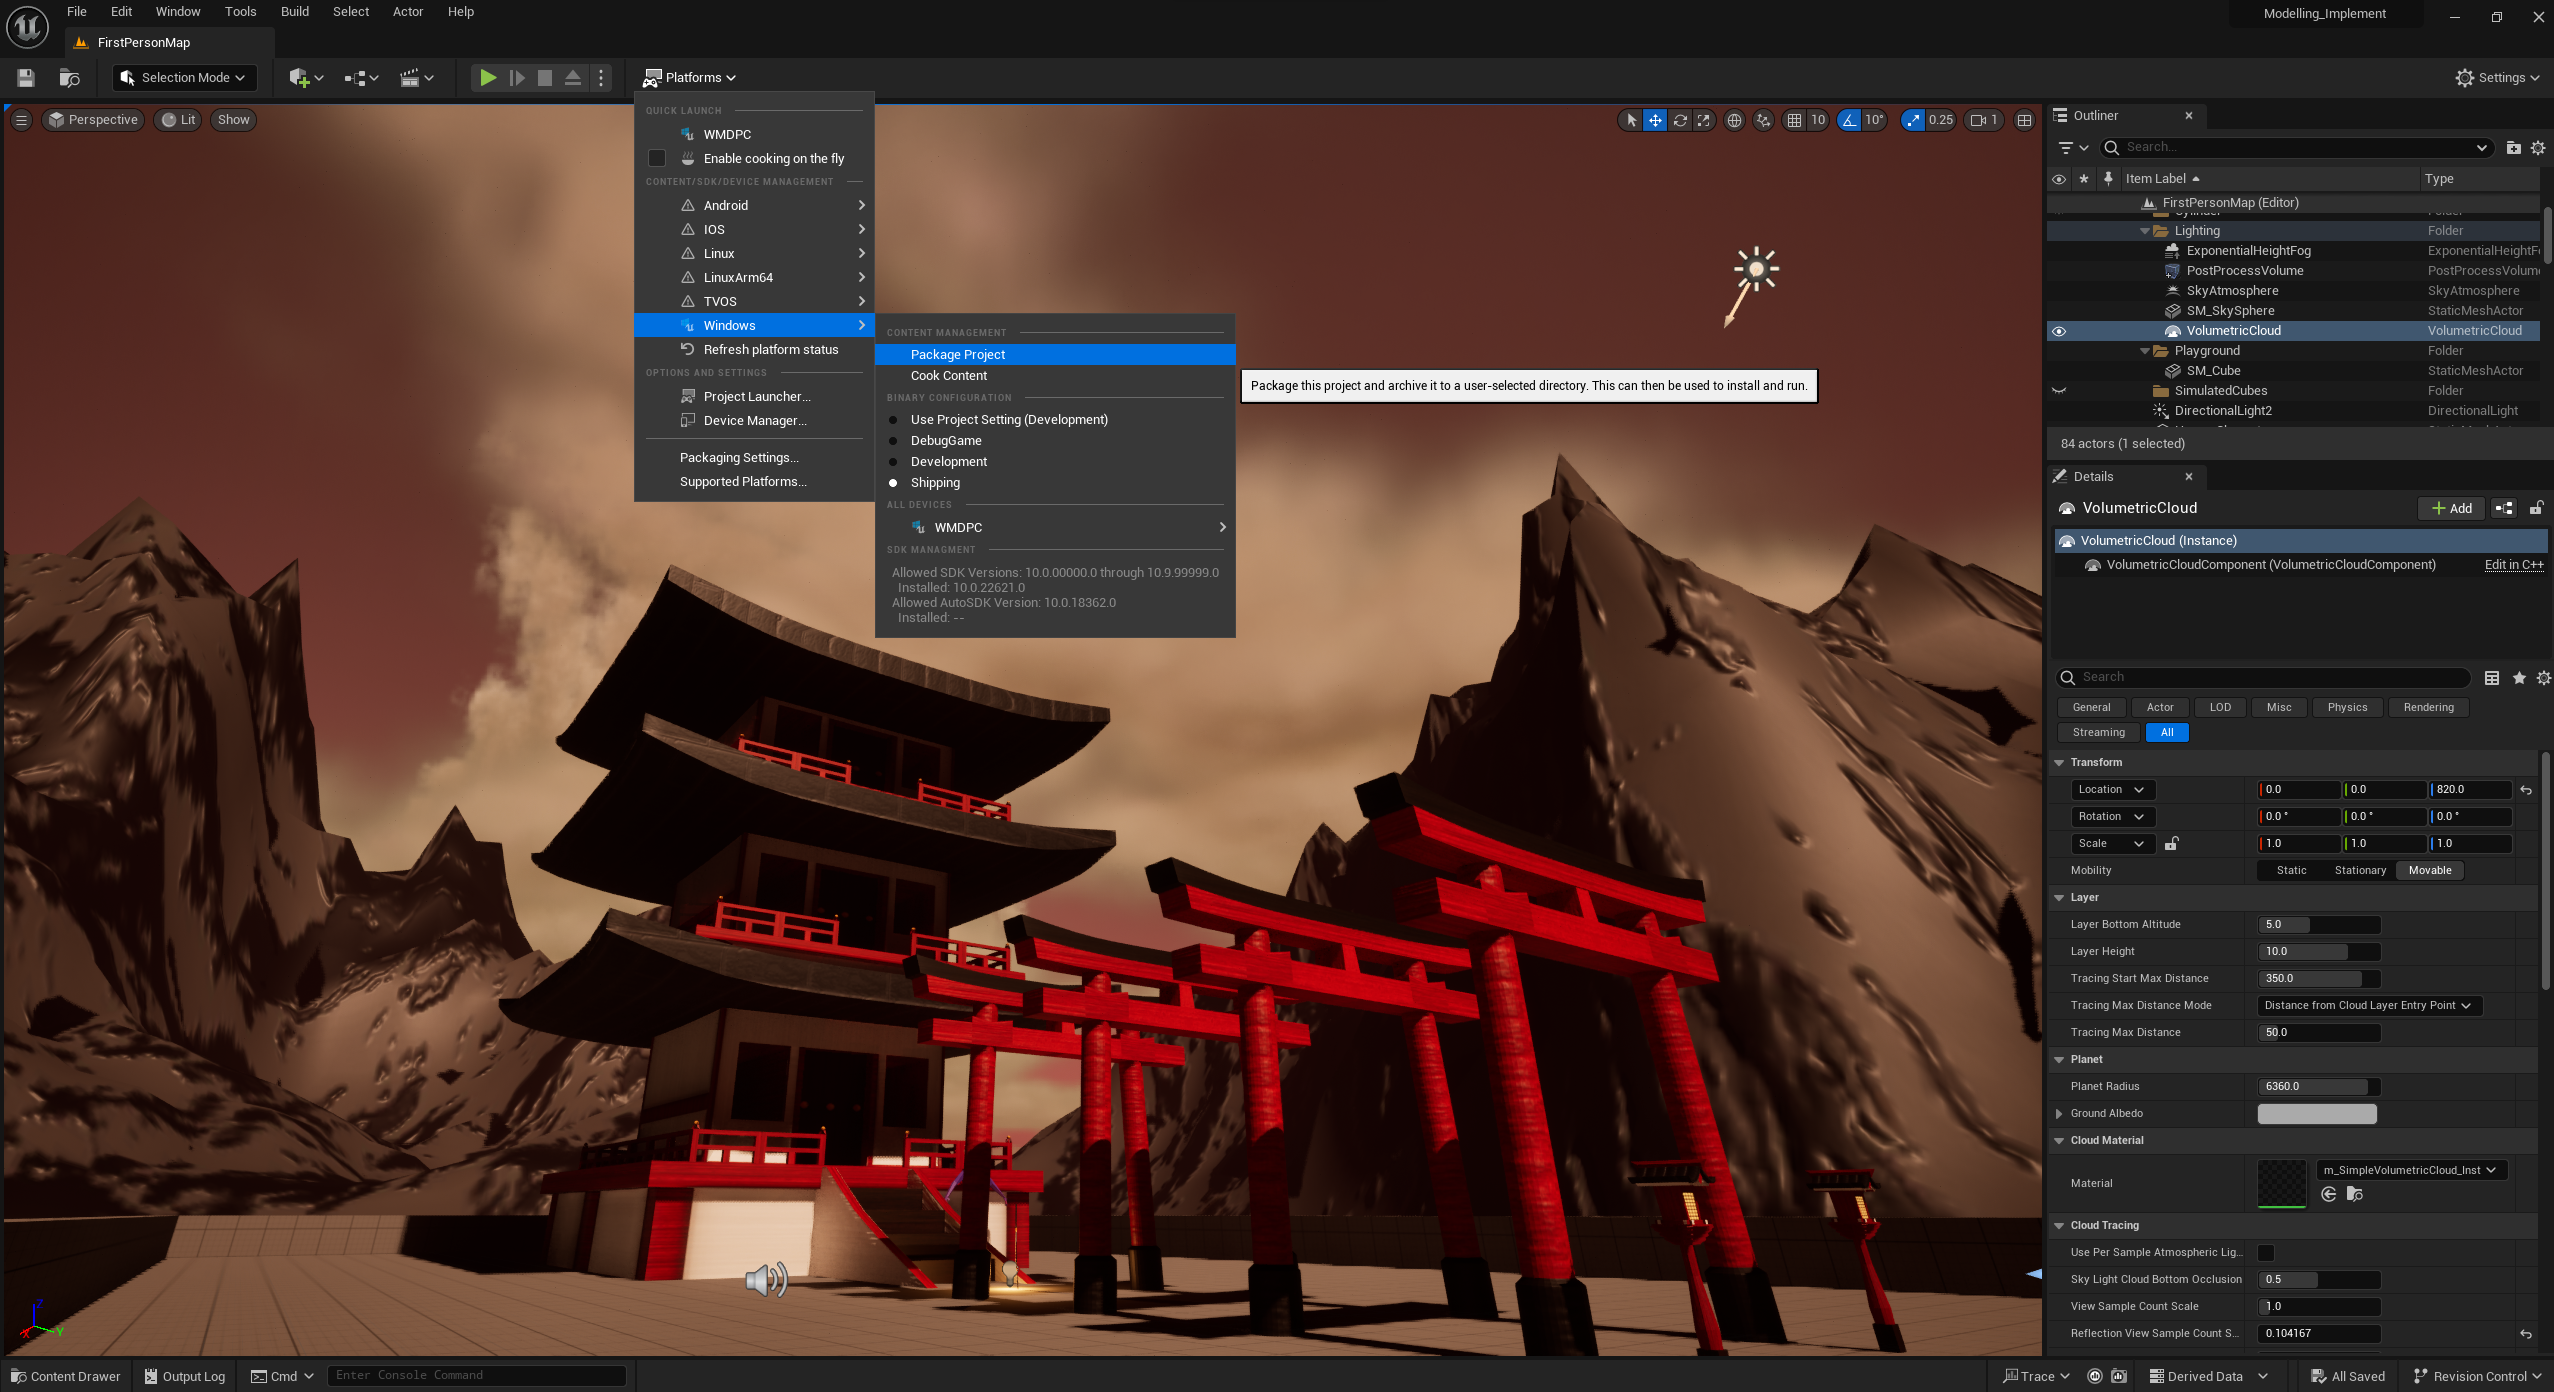 File Edit Window Tools Build Select Actor Help
Modelling_Implement
FirstPersonMap
Selection Mode
Platforms
Settings
Perspective Lit Show
10 10° 0.25 1
QUICK LAUNCH
WMDPC
Enable cooking on the fly
CONTENT/SDK/DEVICE MANAGEMENT
Android
IOS
Linux
LinuxArm64
TVOS
Windows
Refresh platform status
OPTIONS AND SETTINGS
Project Launcher...
Device Manager...
Packaging Settings...
Supported Platforms...
CONTENT MANAGEMENT
Package Project
Cook Content
BINARY CONFIGURATION
Use Project Setting (Development)
DebugGame
Development
Shipping
ALL DEVICES
WMDPC
SDK MANAGMENT
Allowed SDK Versions: 10.0.00000.0 through 10.9.99999.0
Installed: 10.0.22621.0
Allowed AutoSDK Version: 10.0.18362.0
Installed: --
Package this project and archive it to a user-selected directory. This can then be used to install and run.
Outliner
Search...
Item Label Type
FirstPersonMap (Editor)
Lighting Folder
ExponentialHeightFog ExponentialHeightF
PostProcessVolume PostProcessVolum
SkyAtmosphere SkyAtmosphere
SM_SkySphere StaticMeshActor
VolumetricCloud VolumetricCloud
Playground Folder
SM_Cube StaticMeshActor
SimulatedCubes Folder
DirectionalLight2 DirectionalLight
84 actors (1 selected)
Details
VolumetricCloud
Add
VolumetricCloud (Instance)
VolumetricCloudComponent (VolumetricCloudComponent) Edit in C++
Search
General Actor LOD Misc Physics Rendering
Streaming All
Transform
Location 0.0 0.0 820.0
Rotation 0.0 ° 0.0 ° 0.0 °
Scale 1.0 1.0 1.0
Mobility Static Stationary Movable
Layer
Layer Bottom Altitude 5.0
Layer Height 10.0
Tracing Start Max Distance 350.0
Tracing Max Distance Mode Distance from Cloud Layer Entry Point
Tracing Max Distance 50.0
Planet
Planet Radius 6360.0
Ground Albedo
Cloud Material
Material m_SimpleVolumetricCloud_Inst
Cloud Tracing
Use Per Sample Atmospheric Lig...
Sky Light Cloud Bottom Occlusion 0.5
View Sample Count Scale 1.0
Reflection View Sample Count S... 0.104167
Z
X Y
Content Drawer Output Log Cmd Enter Console Command
Trace Derived Data All Saved Revision Control